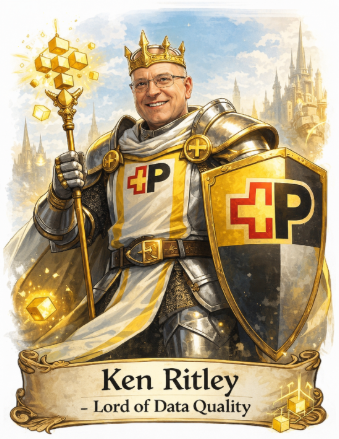 P
P
Ken Ritley
- Lord of Data Quality